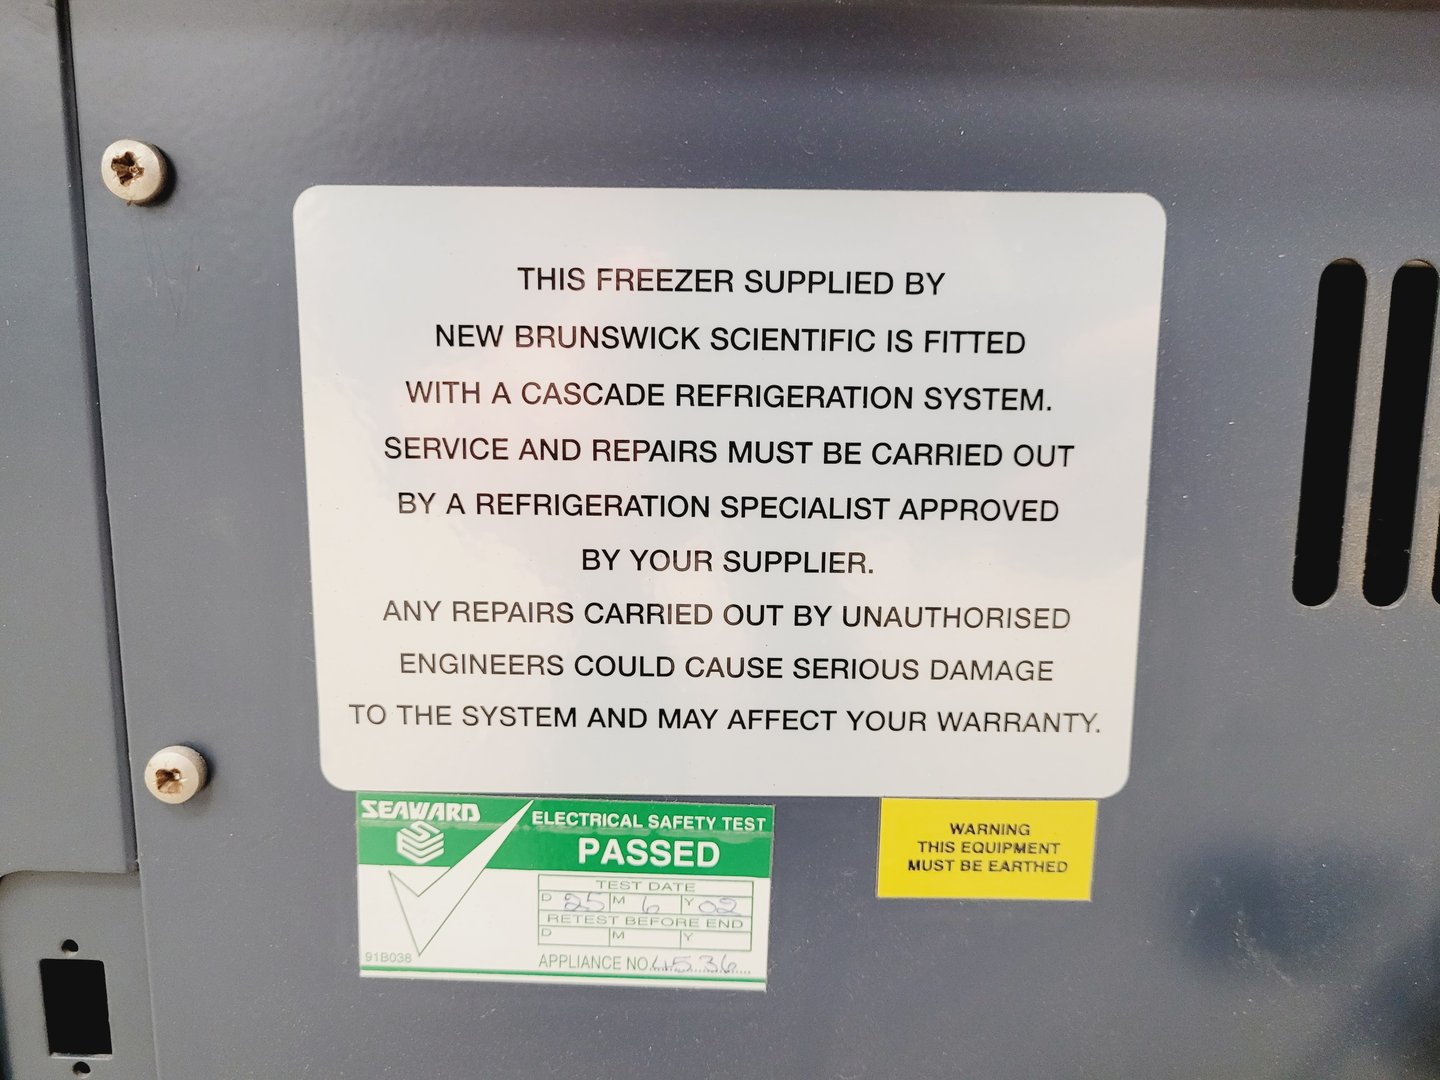 THIS FREEZER SUPPLIED BY
NEW BRUNSWICK SCIENTIFIC IS FITTED
WITH A CASCADE REFRIGERATION SYSTEM.
SERVICE AND REPAIRS MUST BE CARRIED OUT
BY A REFRIGERATION SPECIALIST APPROVED
BY YOUR SUPPLIER.
ANY REPAIRS CARRIED OUT BY UNAUTHORISED
ENGINEERS COULD CAUSE SERIOUS DAMAGE
TO THE SYSTEM AND MAY AFFECT YOUR WARRANTY.
SEAWARD
ELECTRICAL SAFETY TEST
PASSED
TEST DATE
D 25 M 6 Y 02
RETEST BEFORE END
D M Y
91B038
APPLIANCE NO. 4536
WARNING
THIS EQUIPMENT
MUST BE EARTHED